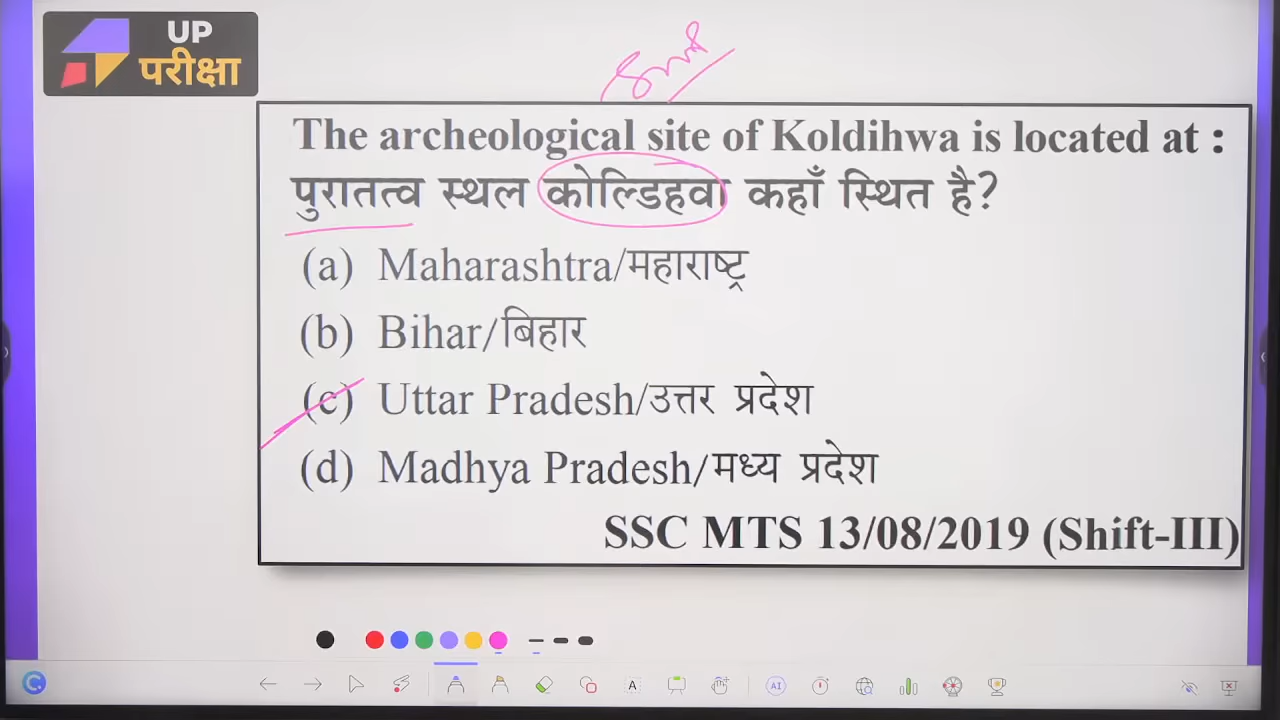 UP
परीक्षा
The archeological site of Koldihwa is located at :
पुरातत्व स्थल कोल्डिहवा कहाँ स्थित है?
(a) Maharashtra/महाराष्ट्र
(b) Bihar/बिहार
(c) Uttar Pradesh/उत्तर प्रदेश
(d) Madhya Pradesh/मध्य प्रदेश
SSC MTS 13/08/2019 (Shift-III)
A
AI